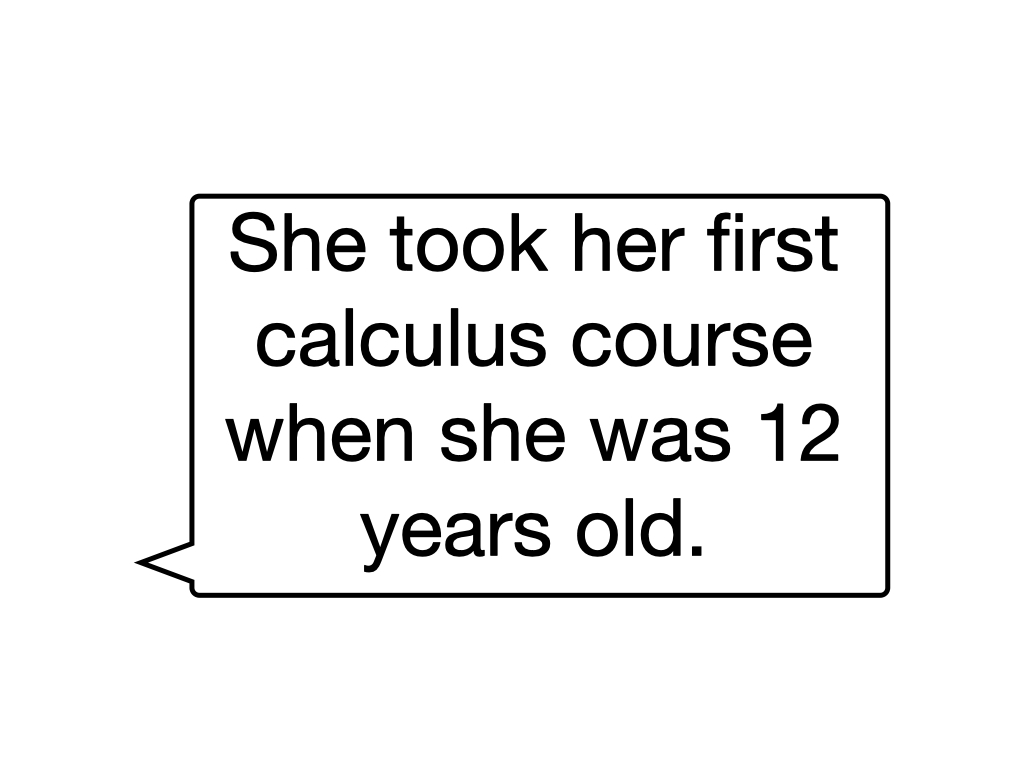 She took her first
calculus course
when she was 12
years old.